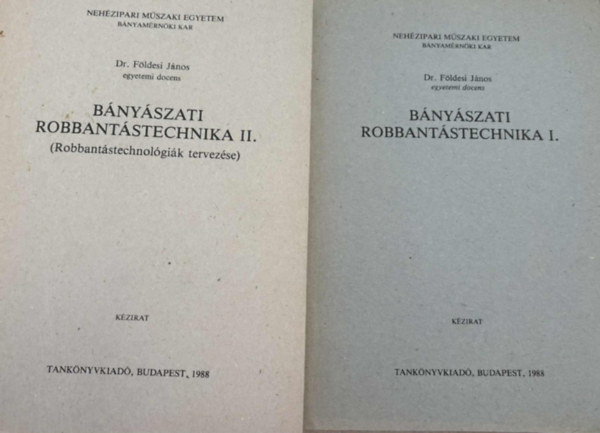 NEHÉZIPARI MŰSZAKI EGYETEM
BÁNYAMÉRNÖKI KAR
Dr. Földesi János
egyetemi docens
BÁNYÁSZATI
ROBBANTÁSTECHNIKA II.
(Robbantástechnológiák tervezése)
KÉZIRAT
TANKÖNYVKIADÓ, BUDAPEST, 1988
NEHÉZIPARI MŰSZAKI EGYETEM
BÁNYAMÉRNÖKI KAR
Dr. Földesi János
egyetemi docens
BÁNYÁSZATI
ROBBANTÁSTECHNIKA I.
KÉZIRAT
TANKÖNYVKIADÓ, BUDAPEST, 1988